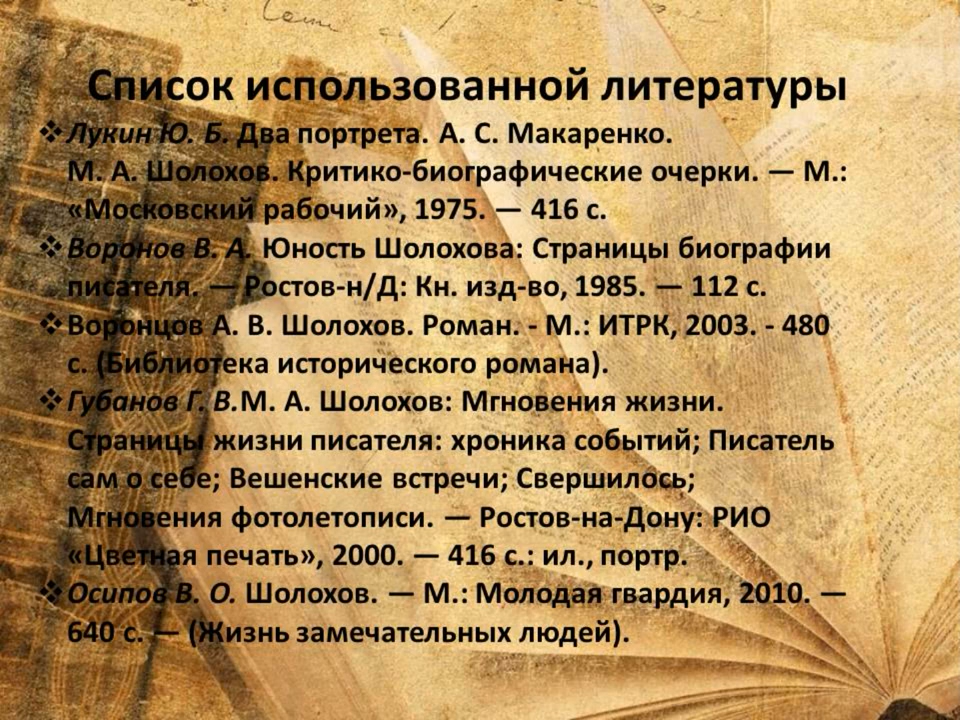 Список использованной литературы
❖Лукин Ю. Б. Два портрета. А. С. Макаренко.
М. А. Шолохов. Критико-биографические очерки. — М.:
«Московский рабочий», 1975. — 416 с.
❖Воронов В. А. Юность Шолохова: Страницы биографии
писателя. — Ростов-н/Д: Кн. изд-во, 1985. — 112 с.
❖Воронцов А. В. Шолохов. Роман. - М.: ИТРК, 2003. - 480
с. (Библиотека исторического романа).
❖Губанов Г. В.М. А. Шолохов: Мгновения жизни.
Страницы жизни писателя: хроника событий; Писатель
сам о себе; Вешенские встречи; Свершилось;
Мгновения фотолетописи. — Ростов-на-Дону: РИО
«Цветная печать», 2000. — 416 с.: ил., портр.
❖Осипов В. О. Шолохов. — М.: Молодая гвардия, 2010. —
640 с. — (Жизнь замечательных людей).